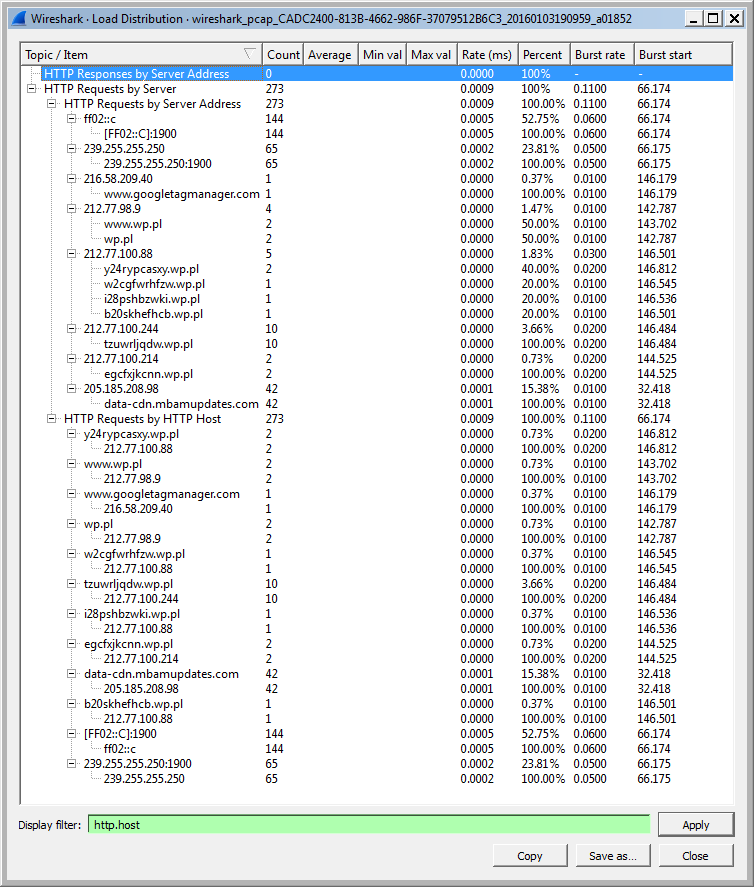 Wireshark · Load Distribution · wireshark_pcap_CADC2400-813B-4662-986F-37079512B6C3_20160103190959_a01852
Topic / Item Count Average Min val Max val Rate (ms) Percent Burst rate Burst start
HTTP Responses by Server Address 0 0.0000 100% - -
HTTP Requests by Server 273 0.0009 100% 0.1100 66.174
HTTP Requests by Server Address 273 0.0009 100.00% 0.1100 66.174
ff02::c 144 0.0005 52.75% 0.0600 66.174
[FF02::C]:1900 144 0.0005 100.00% 0.0600 66.174
239.255.255.250 65 0.0002 23.81% 0.0500 66.175
239.255.255.250:1900 65 0.0002 100.00% 0.0500 66.175
216.58.209.40 1 0.0000 0.37% 0.0100 146.179
www.googletagmanager.com 1 0.0000 100.00% 0.0100 146.179
212.77.98.9 4 0.0000 1.47% 0.0100 142.787
www.wp.pl 2 0.0000 50.00% 0.0100 143.702
wp.pl 2 0.0000 50.00% 0.0100 142.787
212.77.100.88 5 0.0000 1.83% 0.0300 146.501
y24rypcasxy.wp.pl 2 0.0000 40.00% 0.0200 146.812
w2cgfwrhfzw.wp.pl 1 0.0000 20.00% 0.0100 146.545
i28pshbzwki.wp.pl 1 0.0000 20.00% 0.0100 146.536
b20skhefhcb.wp.pl 1 0.0000 20.00% 0.0100 146.501
212.77.100.244 10 0.0000 3.66% 0.0200 146.484
tzuwrljqdw.wp.pl 10 0.0000 100.00% 0.0200 146.484
212.77.100.214 2 0.0000 0.73% 0.0200 144.525
egcfxjkcnn.wp.pl 2 0.0000 100.00% 0.0200 144.525
205.185.208.98 42 0.0001 15.38% 0.0100 32.418
data-cdn.mbamupdates.com 42 0.0001 100.00% 0.0100 32.418
HTTP Requests by HTTP Host 273 0.0009 100.00% 0.1100 66.174
y24rypcasxy.wp.pl 2 0.0000 0.73% 0.0200 146.812
212.77.100.88 2 0.0000 100.00% 0.0200 146.812
www.wp.pl 2 0.0000 0.73% 0.0100 143.702
212.77.98.9 2 0.0000 100.00% 0.0100 143.702
www.googletagmanager.com 1 0.0000 0.37% 0.0100 146.179
216.58.209.40 1 0.0000 100.00% 0.0100 146.179
wp.pl 2 0.0000 0.73% 0.0100 142.787
212.77.98.9 2 0.0000 100.00% 0.0100 142.787
w2cgfwrhfzw.wp.pl 1 0.0000 0.37% 0.0100 146.545
212.77.100.88 1 0.0000 100.00% 0.0100 146.545
tzuwrljqdw.wp.pl 10 0.0000 3.66% 0.0200 146.484
212.77.100.244 10 0.0000 100.00% 0.0200 146.484
i28pshbzwki.wp.pl 1 0.0000 0.37% 0.0100 146.536
212.77.100.88 1 0.0000 100.00% 0.0100 146.536
egcfxjkcnn.wp.pl 2 0.0000 0.73% 0.0200 144.525
212.77.100.214 2 0.0000 100.00% 0.0200 144.525
data-cdn.mbamupdates.com 42 0.0001 15.38% 0.0100 32.418
205.185.208.98 42 0.0001 100.00% 0.0100 32.418
b20skhefhcb.wp.pl 1 0.0000 0.37% 0.0100 146.501
212.77.100.88 1 0.0000 100.00% 0.0100 146.501
[FF02::C]:1900 144 0.0005 52.75% 0.0600 66.174
ff02::c 144 0.0005 100.00% 0.0600 66.174
239.255.255.250:1900 65 0.0002 23.81% 0.0500 66.175
239.255.255.250 65 0.0002 100.00% 0.0500 66.175
Display filter: http.host Apply
Copy Save as... Close